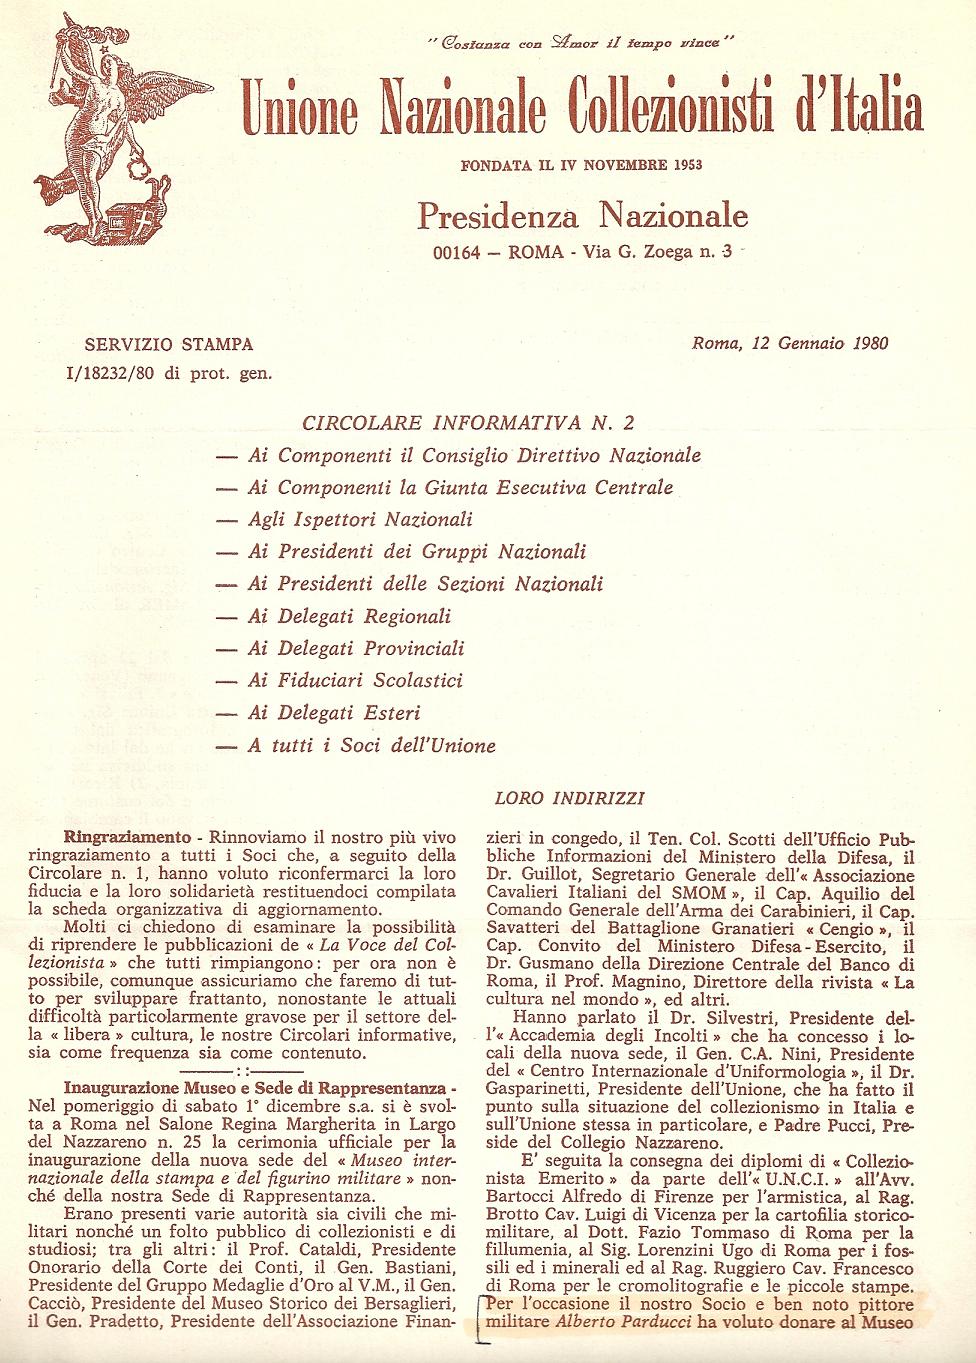 " Costanza con Amor il tempo vince "
Unione Nazionale Collezionisti d'Italia
FONDATA IL IV NOVEMBRE 1953
Presidenza Nazionale
00164 — ROMA - Via G. Zoega n. 3
SERVIZIO STAMPA
I/18232/80 di prot. gen.
Roma, 12 Gennaio 1980
CIRCOLARE INFORMATIVA N. 2
— Ai Componenti il Consiglio Direttivo Nazionale
— Ai Componenti la Giunta Esecutiva Centrale
— Agli Ispettori Nazionali
— Ai Presidenti dei Gruppi Nazionali
— Ai Presidenti delle Sezioni Nazionali
— Ai Delegati Regionali
— Ai Delegati Provinciali
— Ai Fiduciari Scolastici
— Ai Delegati Esteri
— A tutti i Soci dell'Unione
LORO INDIRIZZI
Ringraziamento - Rinnoviamo il nostro più vivo
ringraziamento a tutti i Soci che, a seguito della
Circolare n. 1, hanno voluto riconfermarci la loro
fiducia e la loro solidarietà restituendoci compilata
la scheda organizzativa di aggiornamento.
Molti ci chiedono di esaminare la possibilità
di riprendere le pubblicazioni de « La Voce del Col-
lezionista » che tutti rimpiangono: per ora non è
possibile, comunque assicuriamo che faremo di tut-
to per sviluppare frattanto, nonostante le attuali
difficoltà particolarmente gravose per il settore del-
la « libera » cultura, le nostre Circolari informative,
sia come frequenza sia come contenuto.
——::——
Inaugurazione Museo e Sede di Rappresentanza -
Nel pomeriggio di sabato 1° dicembre s.a. si è svol-
ta a Roma nel Salone Regina Margherita in Largo
del Nazzareno n. 25 la cerimonia ufficiale per la
inaugurazione della nuova sede del « Museo inter-
nazionale della stampa e del figurino militare » non-
ché della nostra Sede di Rappresentanza.
Erano presenti varie autorità sia civili che mi-
litari nonché un folto pubblico di collezionisti e di
studiosi; tra gli altri: il Prof. Cataldi, Presidente
Onorario della Corte dei Conti, il Gen. Bastiani,
Presidente del Gruppo Medaglie d'Oro al V.M., il Gen.
Cacciò, Presidente del Museo Storico dei Bersaglieri,
il Gen. Pradetto, Presidente dell'Associazione Finan-
zieri in congedo, il Ten. Col. Scotti dell'Ufficio Pub-
bliche Informazioni del Ministero della Difesa, il
Dr. Guillot, Segretario Generale dell'« Associazione
Cavalieri Italiani del SMOM », il Cap. Aquilio del
Comando Generale dell'Arma dei Carabinieri, il Cap.
Savatteri del Battaglione Granatieri « Cengio », il
Cap. Convito del Ministero Difesa - Esercito, il
Dr. Gusmano della Direzione Centrale del Banco di
Roma, il Prof. Magnino, Direttore della rivista « La
cultura nel mondo », ed altri.
Hanno parlato il Dr. Silvestri, Presidente del-
l'« Accademia degli Incolti » che ha concesso i lo-
cali della nuova sede, il Gen. C.A. Nini, Presidente
del « Centro Internazionale d'Uniformologia », il Dr.
Gasparinetti, Presidente dell'Unione, che ha fatto il
punto sulla situazione del collezionismo in Italia e
sull'Unione stessa in particolare, e Padre Pucci, Pre-
side del Collegio Nazzareno.
E' seguita la consegna dei diplomi di « Collezio-
nista Emerito » da parte dell'« U.N.C.I. » all'Avv.
Bartocci Alfredo di Firenze per l'armistica, al Rag.
Brotto Cav. Luigi di Vicenza per la cartofilia storico-
militare, al Dott. Fazio Tommaso di Roma per la
fillumenia, al Sig. Lorenzini Ugo di Roma per i fos-
sili ed i minerali ed al Rag. Ruggiero Cav. Francesco
di Roma per le cromolitografie e le piccole stampe.
Per l'occasione il nostro Socio e ben noto pittore
militare Alberto Parducci ha voluto donare al Museo